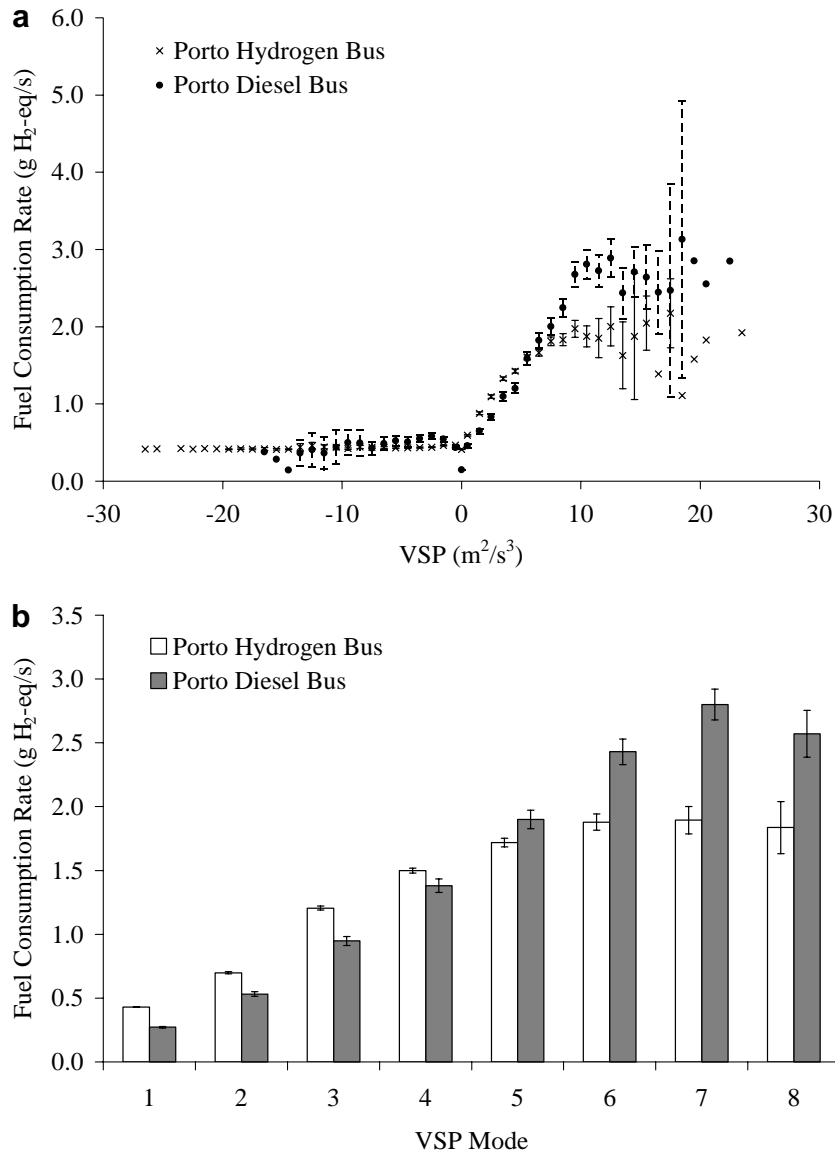 a
6.0
5.0
4.0
3.0
2.0
1.0
0.0
Fuel Consumption Rate (g H₂-eq/s)
× Porto Hydrogen Bus
• Porto Diesel Bus
-30 -20 -10 0 10 20 30
VSP (m²/s³)
b
3.5
3.0
2.5
2.0
1.5
1.0
0.5
0.0
Fuel Consumption Rate (g H₂-eq/s)
Porto Hydrogen Bus
Porto Diesel Bus
1 2 3 4 5 6 7 8
VSP Mode